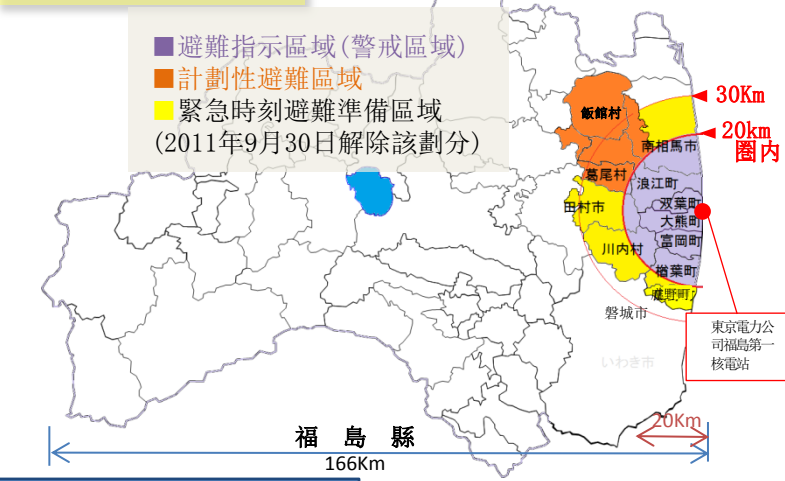 ■避難指示區域(警戒區域)
■計劃性避難區域
■緊急時刻避難準備區域
(2011年9月30日解除該劃分)
30Km
20km
圈内
飯館村
南相馬市
葛尾村
浪江町
田村市
双葉町
大熊町
川内村
富岡町
楢葉町
廣野町
磐城市
いわき市
東京電力公
司福島第一
核電站
20Km
福島縣
166Km